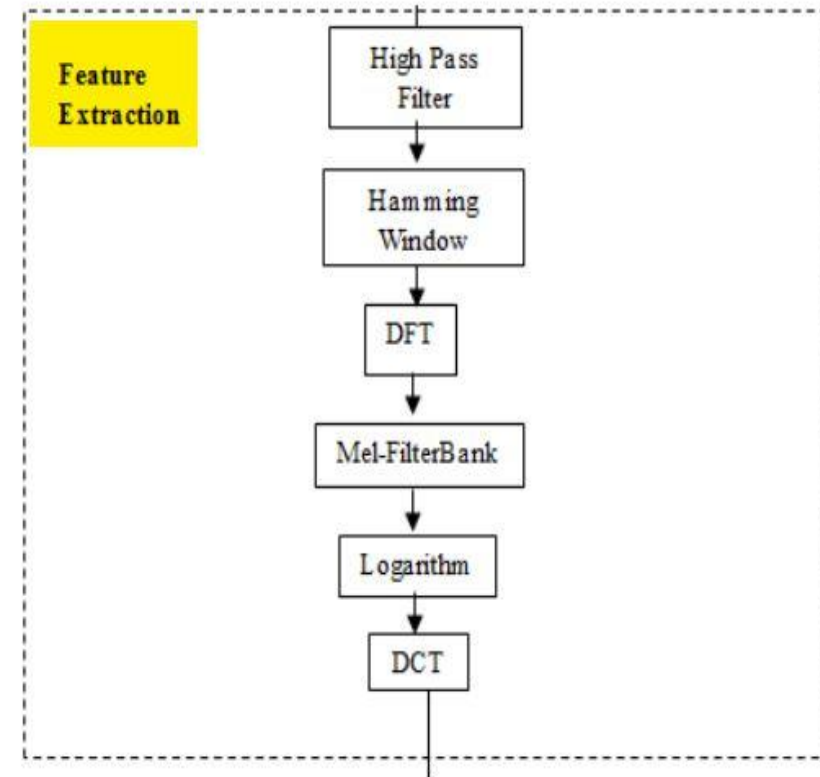 Feature
Extraction
High Pass
Filter
Hamming
Window
DFT
Mel-FilterBank
Logarithm
DCT